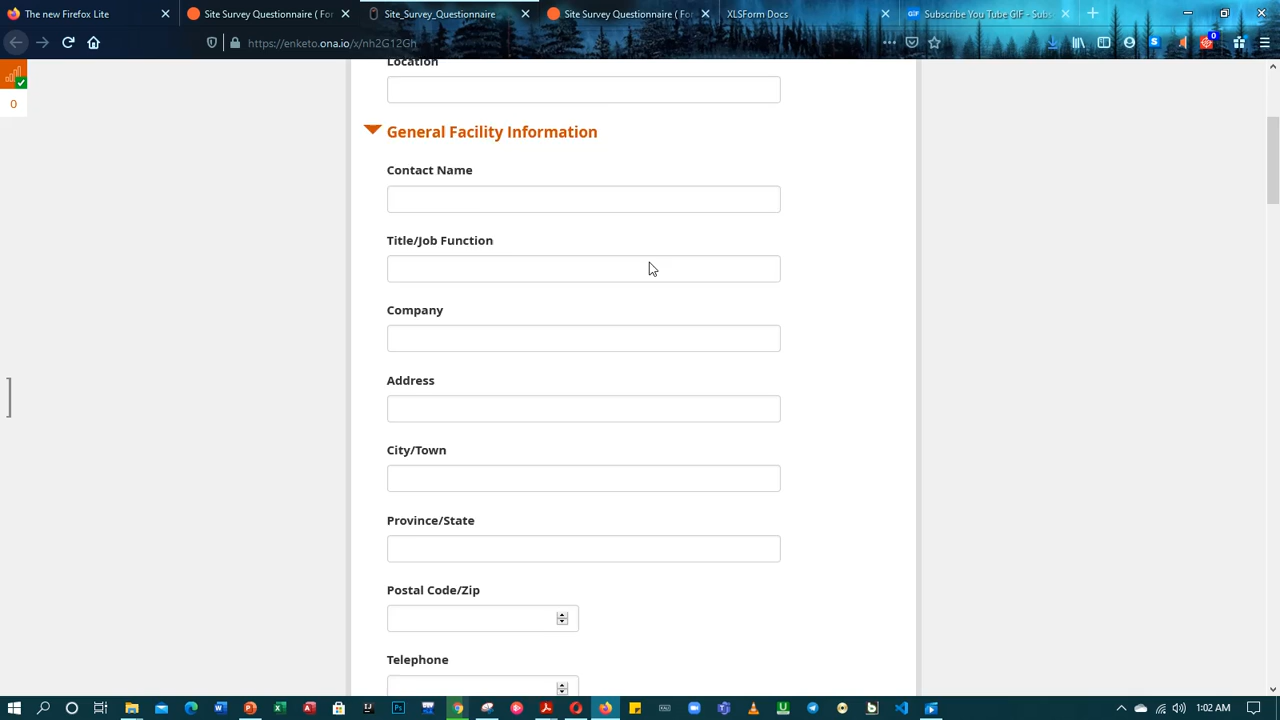 The new Firefox Lite
Site Survey Questionnaire ( For
Site_Survey_Questionnaire
Site Survey Questionnaire ( For
XLSForm Docs
Subscribe You Tube GIF - Subs
https://enketo.ona.io/x/nh2G12Gh
0
0
Location
General Facility Information
Contact Name
Title/Job Function
Company
Address
City/Town
Province/State
Postal Code/Zip
Telephone
1:02 AM